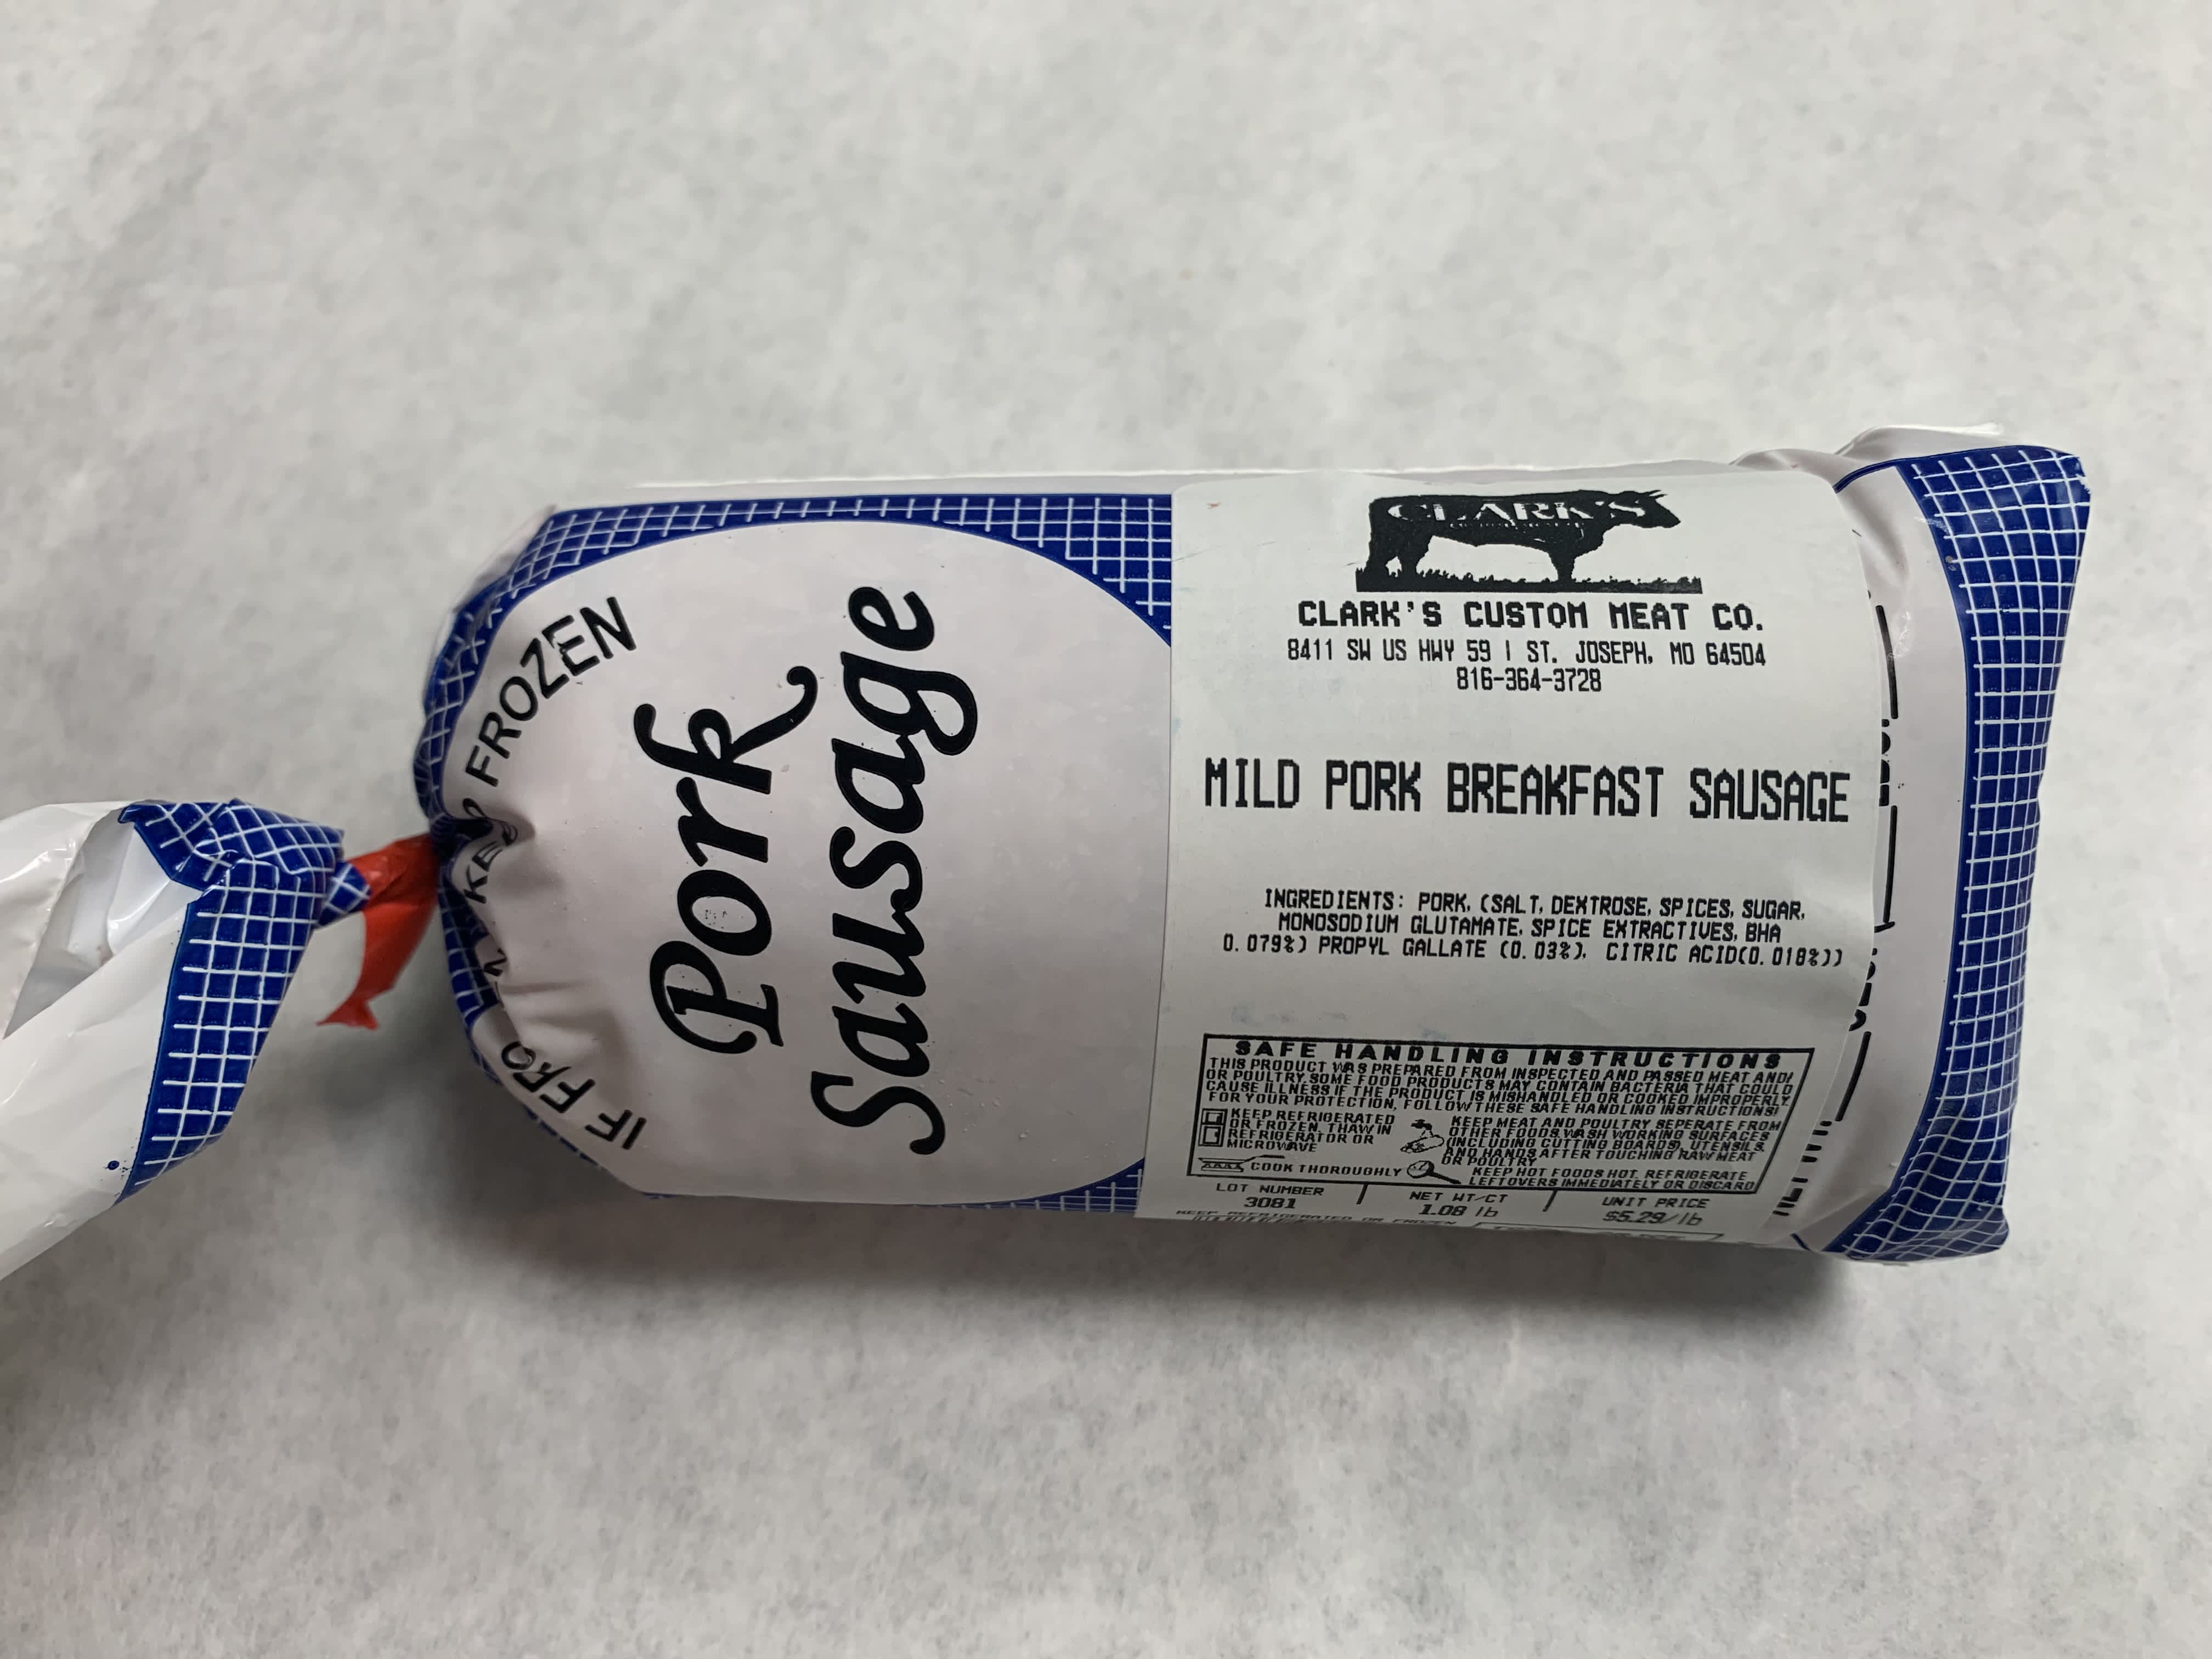 IF FRO
KEEP FROZEN
Pork
Sausage
CLARK'S
CLARK'S CUSTOM MEAT CO.
8411 SW US HWY 59 | ST. JOSEPH, MO 64504
816-364-3728
MILD PORK BREAKFAST SAUSAGE
INGREDIENTS: PORK, (SALT, DEXTROSE, SPICES, SUGAR,
MONOSODIUM GLUTAMATE, SPICE EXTRACTIVES, BHA
0.079%) PROPYL GALLATE (0.03%), CITRIC ACID(0.018%))
SAFE HANDLING INSTRUCTIONS
THIS PRODUCT WAS PREPARED FROM INSPECTED AND PASSED MEAT AND/
OR POULTRY. SOME FOOD PRODUCTS MAY CONTAIN BACTERIA THAT COULD
CAUSE ILLNESS IF THE PRODUCT IS MISHANDLED OR COOKED IMPROPERLY.
FOR YOUR PROTECTION, FOLLOW THESE SAFE HANDLING INSTRUCTIONS!
KEEP REFRIGERATED
OR FROZEN. THAW IN
REFRIGERATOR OR
MICROWAVE
KEEP MEAT AND POULTRY SEPERATE FROM
OTHER FOODS. WASH WORKING SURFACES
(INCLUDING CUTTING BOARDS), UTENSILS,
AND HANDS AFTER TOUCHING RAW MEAT
OR POULTRY
COOK THOROUGHLY
KEEP HOT FOODS HOT. REFRIGERATE
LEFTOVERS IMMEDIATELY OR DISCARD
LOT NUMBER
3081
NET WT/CT
1.08 lb
UNIT PRICE
$5.29/lb
KEEP REFRIGERATED OR FROZEN